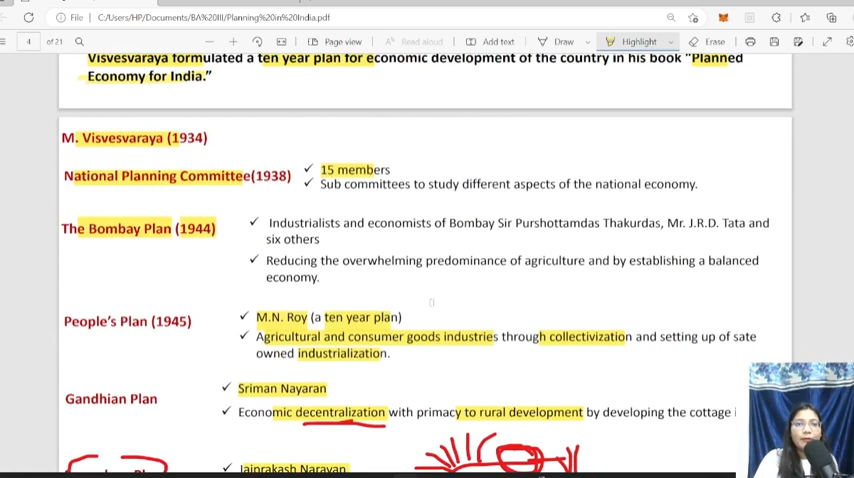 File C:/Users/HP/Documents/BA%20III/Planning%20in%20India.pdf
4 of 21 Page view Read aloud Add text Draw Highlight Erase
Visvesvaraya formulated a ten year plan for economic development of the country in his book "Planned
Economy for India."
M. Visvesvaraya (1934)
National Planning Committee(1938)
✓ 15 members
✓ Sub committees to study different aspects of the national economy.
The Bombay Plan (1944)
✓ Industrialists and economists of Bombay Sir Purshottamdas Thakurdas, Mr. J.R.D. Tata and
six others
✓ Reducing the overwhelming predominance of agriculture and by establishing a balanced
economy.
People's Plan (1945)
✓ M.N. Roy (a ten year plan)
✓ Agricultural and consumer goods industries through collectivization and setting up of sate
owned industrialization.
Gandhian Plan
✓ Sriman Nayaran
✓ Economic decentralization with primacy to rural development by developing the cottage
✓ Jaiprakash Narayan